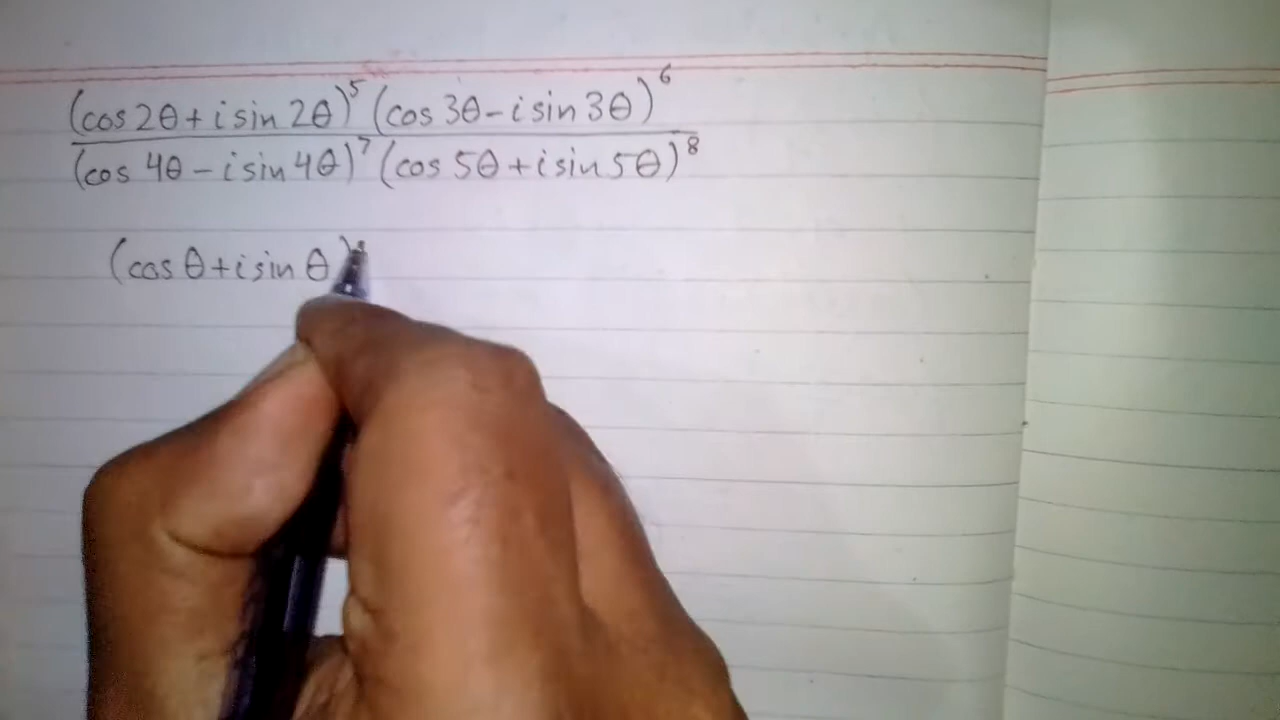 (cos 2θ + i sin 2θ)⁵ (cos 3θ - i sin 3θ)⁶
(cos 4θ - i sin 4θ)⁷ (cos 5θ + i sin 5θ)⁸
(cos θ + i sin θ)